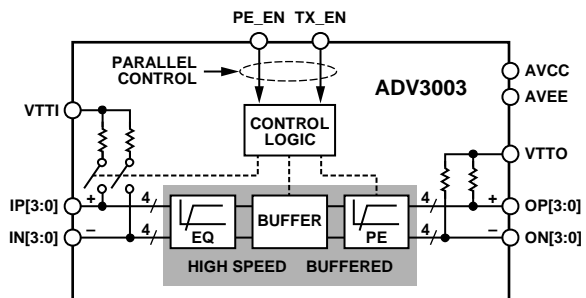 PE_EN TX_EN
PARALLEL
CONTROL
ADV3003
AVCC
AVEE
VTTI
CONTROL
LOGIC
VTTO
IP[3:0] + 4 4 + OP[3:0]
BUFFER
IN[3:0] − 4 EQ PE 4 − ON[3:0]
HIGH SPEED BUFFERED